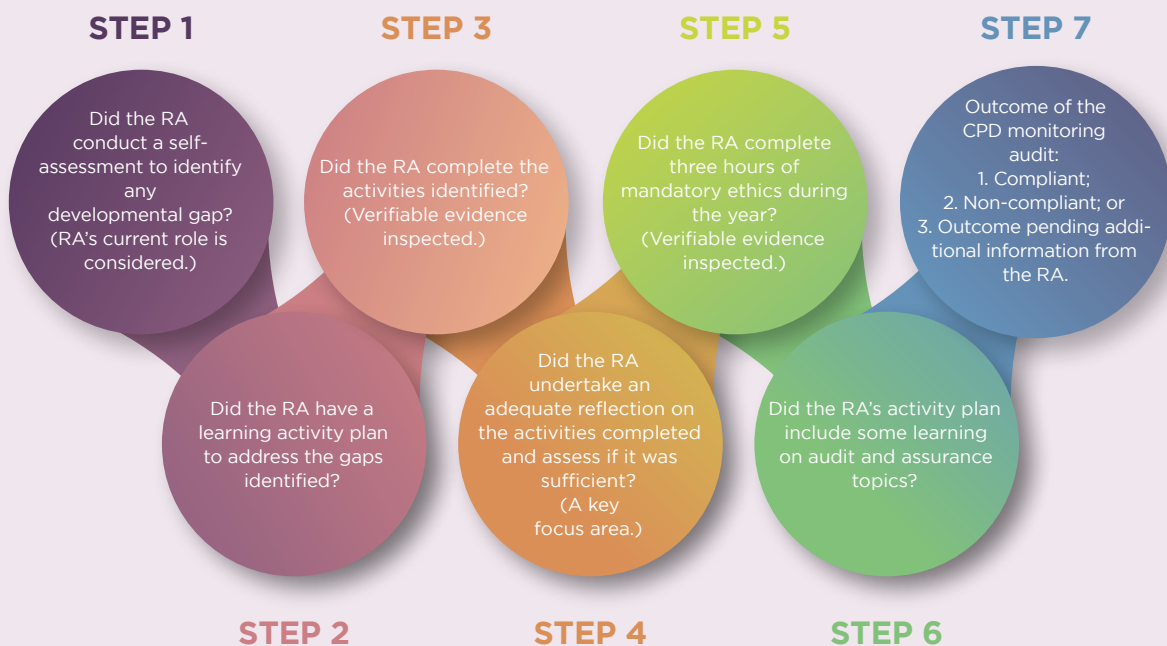 STEP 1
Did the RA
conduct a self-
assessment to identify
any
developmental gap?
(RA's current role is
considered.)
STEP 2
Did the RA have a
learning activity plan
to address the gaps
identified?
STEP 3
Did the RA complete the
activities identified?
(Verifiable evidence
inspected.)
STEP 4
Did the RA
undertake an
adequate reflection on
the activities completed
and assess if it was
sufficient?
(A key
focus area.)
STEP 5
Did the RA complete
three hours of
mandatory ethics during
the year?
(Verifiable evidence
inspected.)
STEP 6
Did the RA's activity plan
include some learning
on audit and assurance
topics?
STEP 7
Outcome of the
CPD monitoring
audit:
1. Compliant;
2. Non-compliant; or
3. Outcome pending addi-
tional information from
the RA.